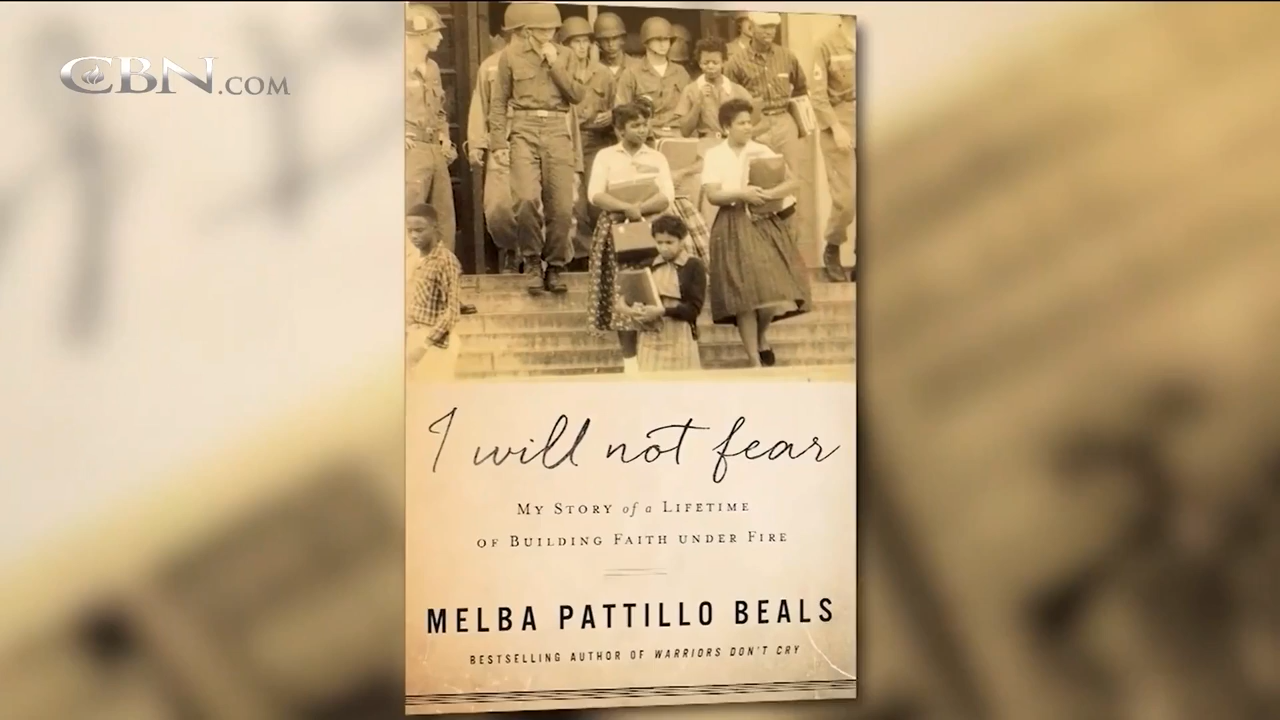 CBN.COM
I will not fear
MY STORY of a LIFETIME
OF BUILDING FAITH UNDER FIRE
MELBA PATTILLO BEALS
BESTSELLING AUTHOR OF WARRIORS DON'T CRY